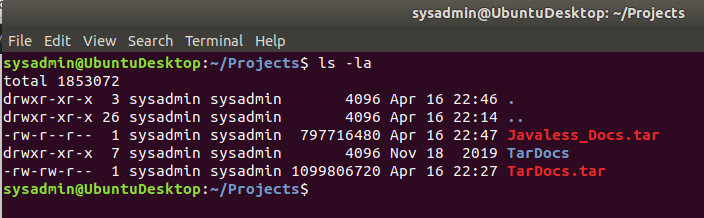 sysadmin@UbuntuDesktop: ~/Projects
File Edit View Search Terminal Help
sysadmin@UbuntuDesktop:~/Projects$ ls -la
total 1853072
drwxr-xr-x  3 sysadmin sysadmin       4096 Apr 16 22:46 .
drwxr-xr-x 26 sysadmin sysadmin       4096 Apr 16 22:14 ..
-rw-r--r--  1 sysadmin sysadmin  797716480 Apr 16 22:47 Javaless_Docs.tar
drwxr-xr-x  7 sysadmin sysadmin       4096 Nov 18  2019 TarDocs
-rw-rw-r--  1 sysadmin sysadmin 1099806720 Apr 16 22:27 TarDocs.tar
sysadmin@UbuntuDesktop:~/Projects$